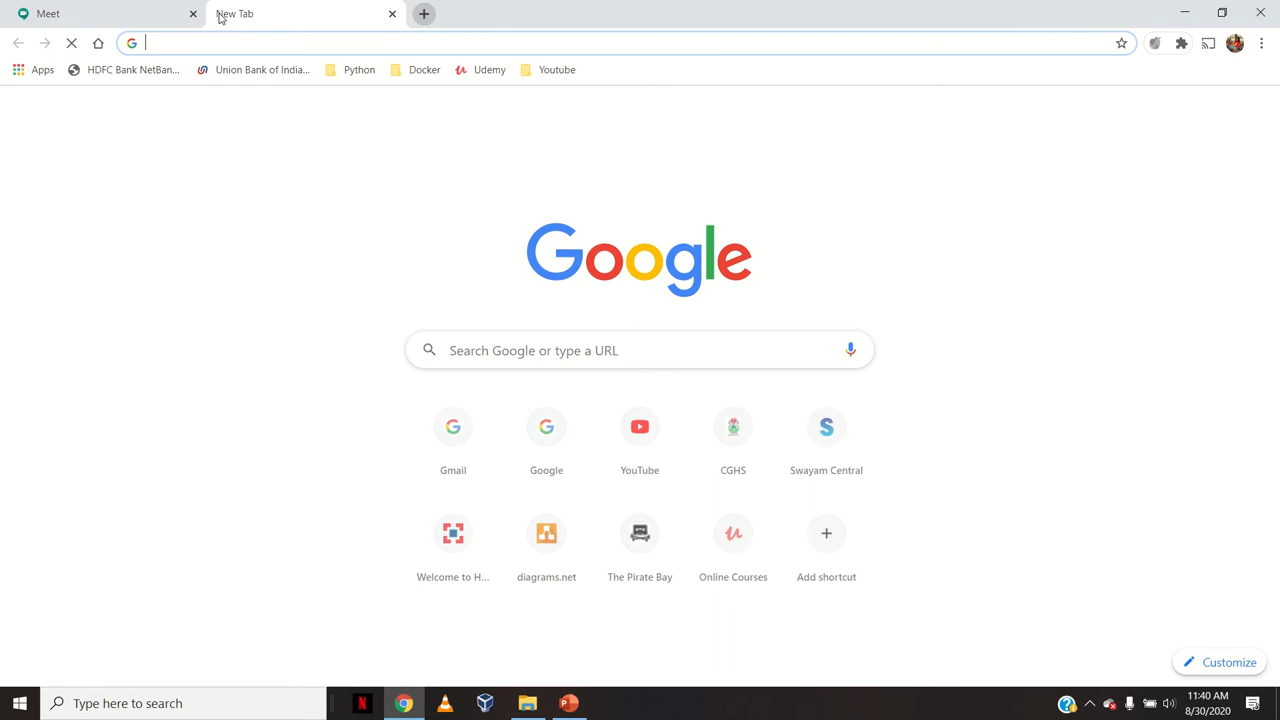 Meet
New Tab
Apps HDFC Bank NetBan... Union Bank of India... Python Docker Udemy Youtube
Google
Search Google or type a URL
Gmail Google YouTube CGHS Swayam Central
Welcome to H... diagrams.net The Pirate Bay Online Courses Add shortcut
Customize
Type here to search
11:40 AM
8/30/2020